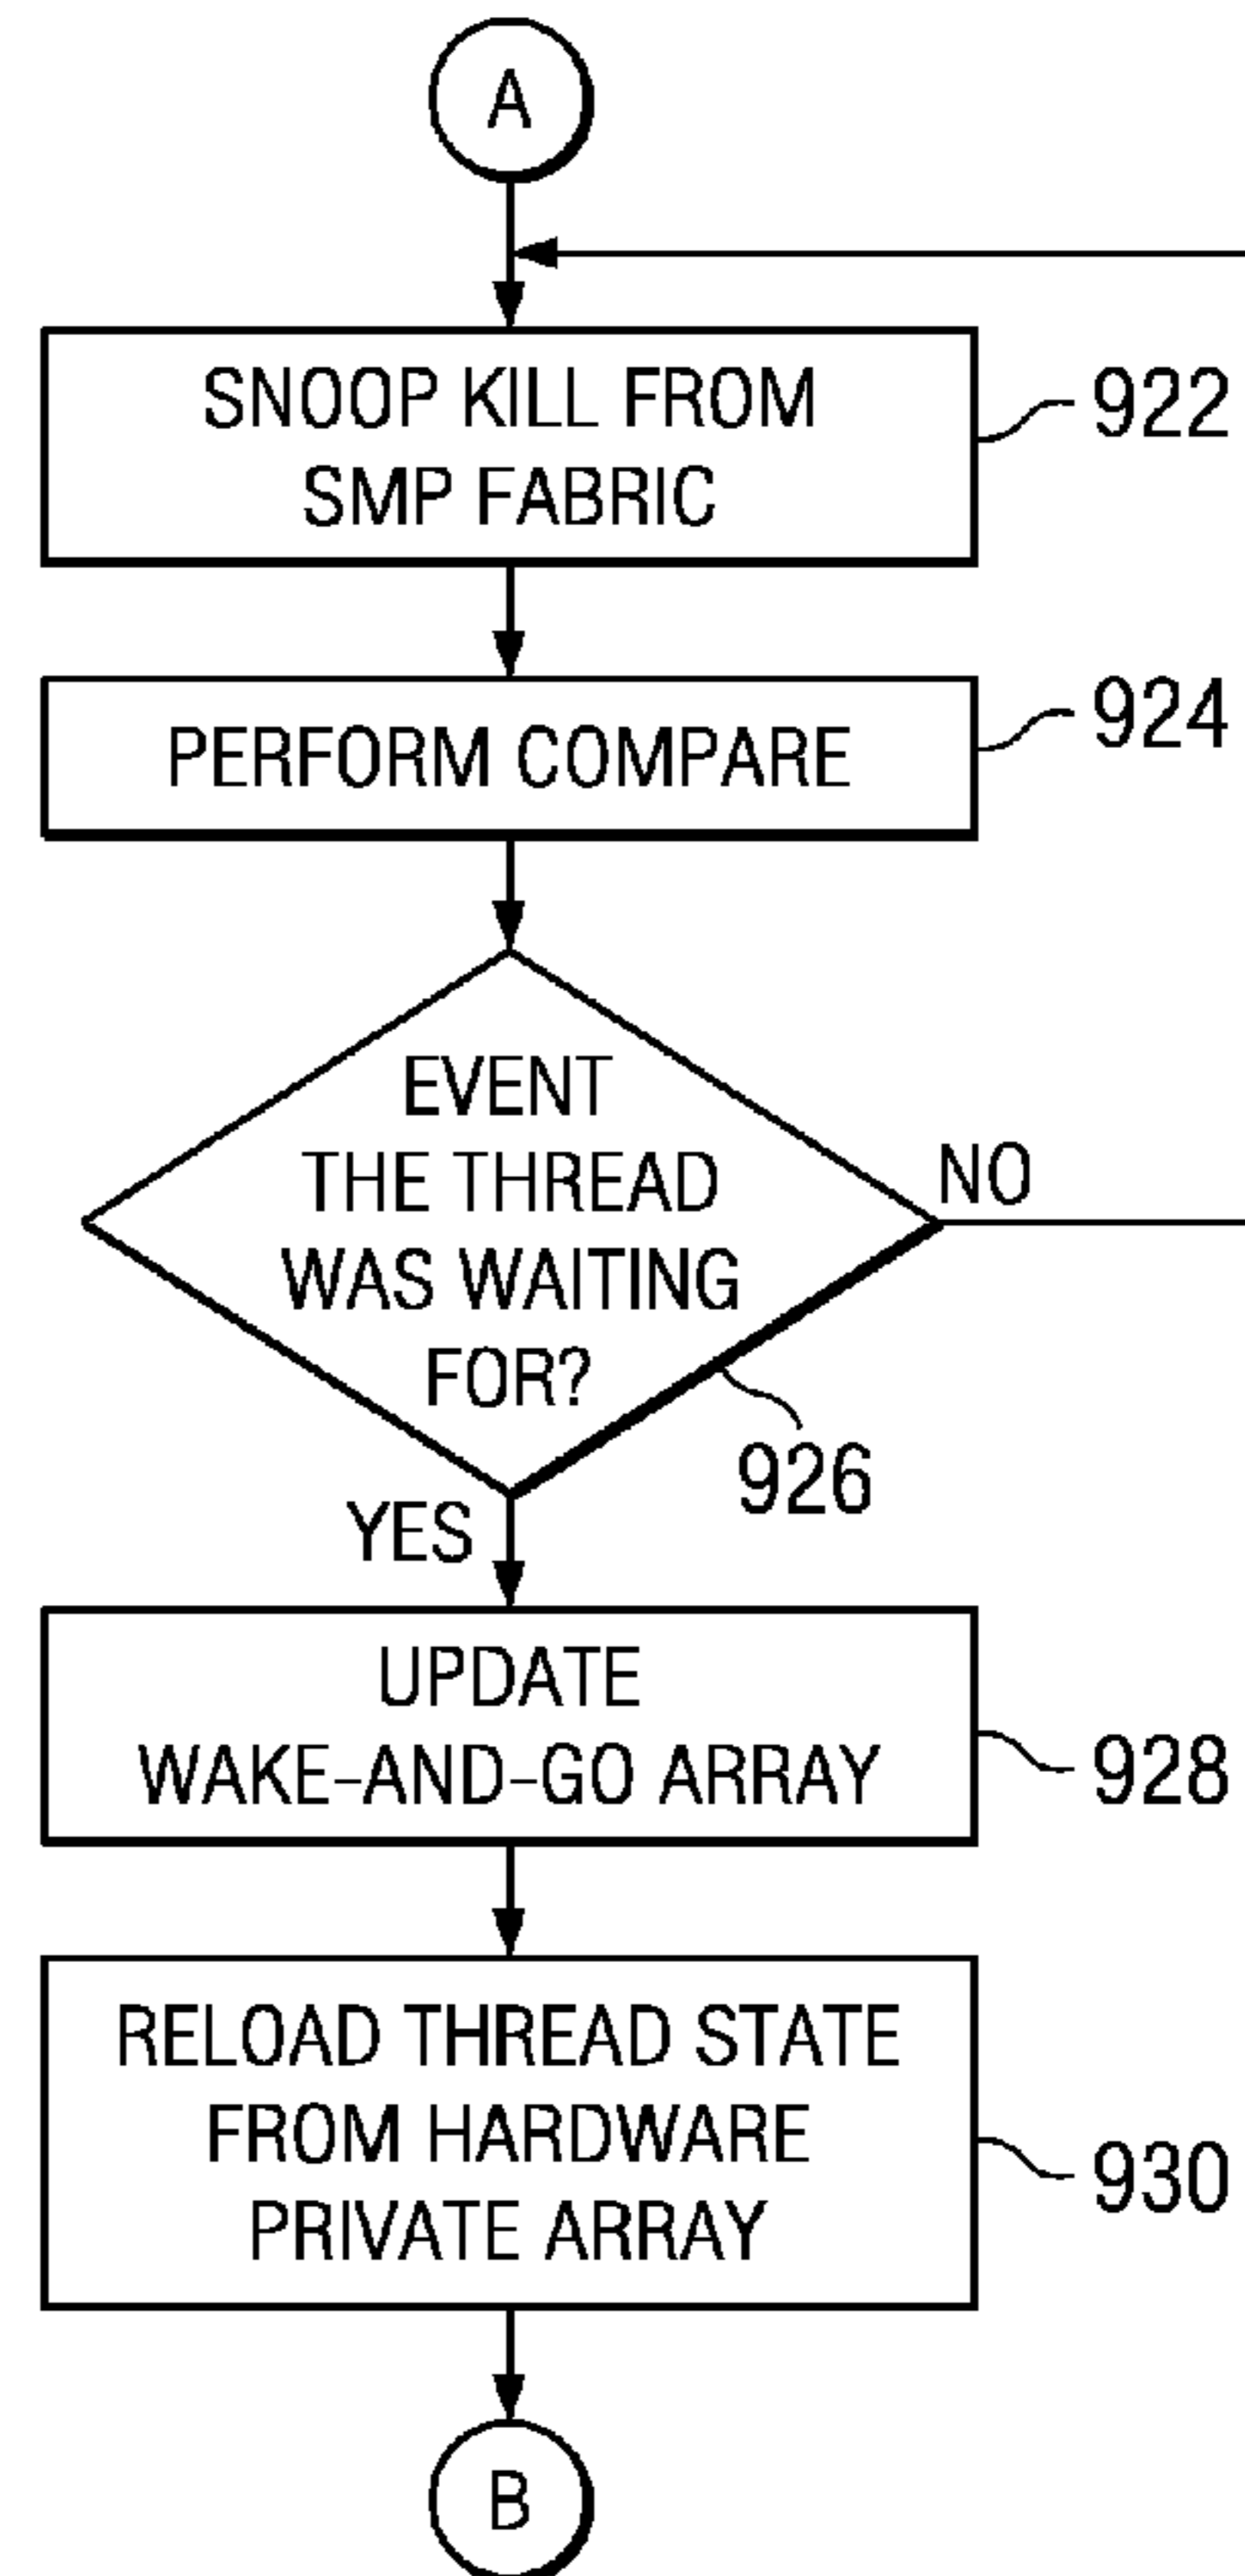 A
SNOOP KILL FROM
SMP FABRIC
922
PERFORM COMPARE
924
EVENT
THE THREAD
WAS WAITING
FOR?
NO
926
YES
UPDATE
WAKE-AND-GO ARRAY
928
RELOAD THREAD STATE
FROM HARDWARE
PRIVATE ARRAY
930
B